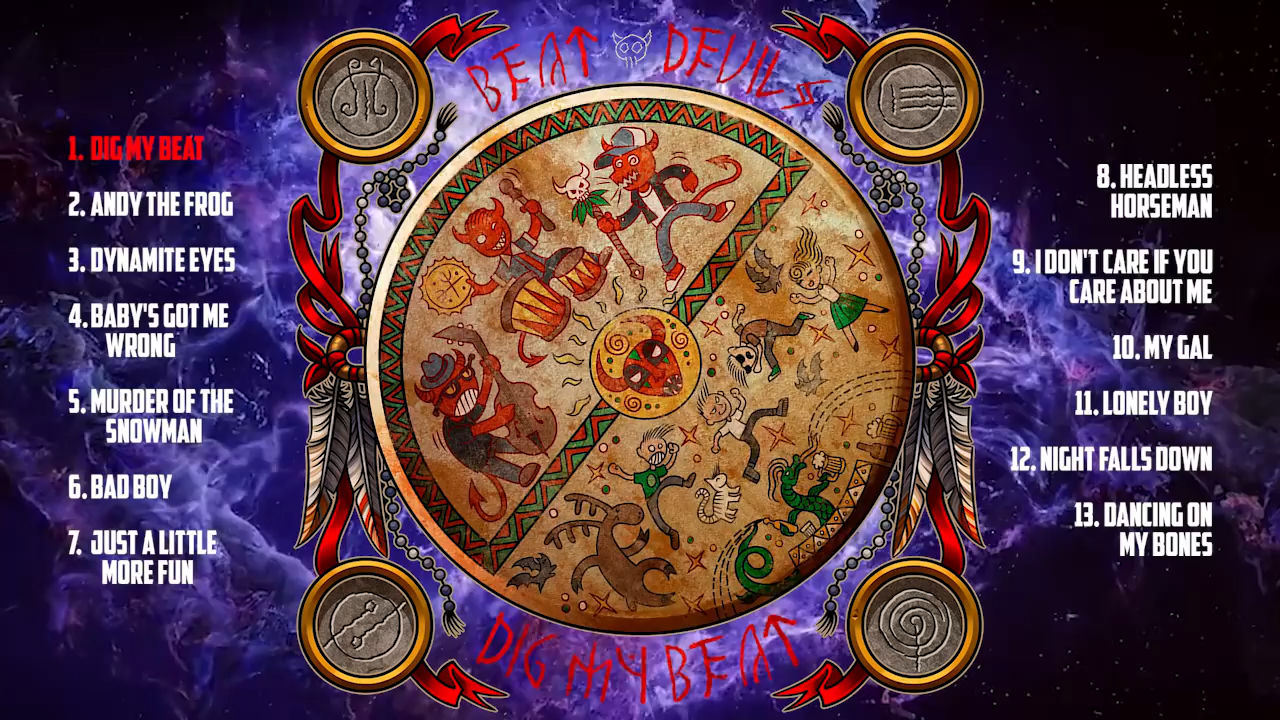 BEAT DEVILS
1. DIG MY BEAT
2. ANDY THE FROG
3. DYNAMITE EYES
4. BABY'S GOT ME
WRONG
5. MURDER OF THE
SNOWMAN
6. BAD BOY
7. JUST A LITTLE
MORE FUN
8. HEADLESS
HORSEMAN
9. I DON'T CARE IF YOU
CARE ABOUT ME
10. MY GAL
11. LONELY BOY
12. NIGHT FALLS DOWN
13. DANCING ON
MY BONES
DIG MY BEAT